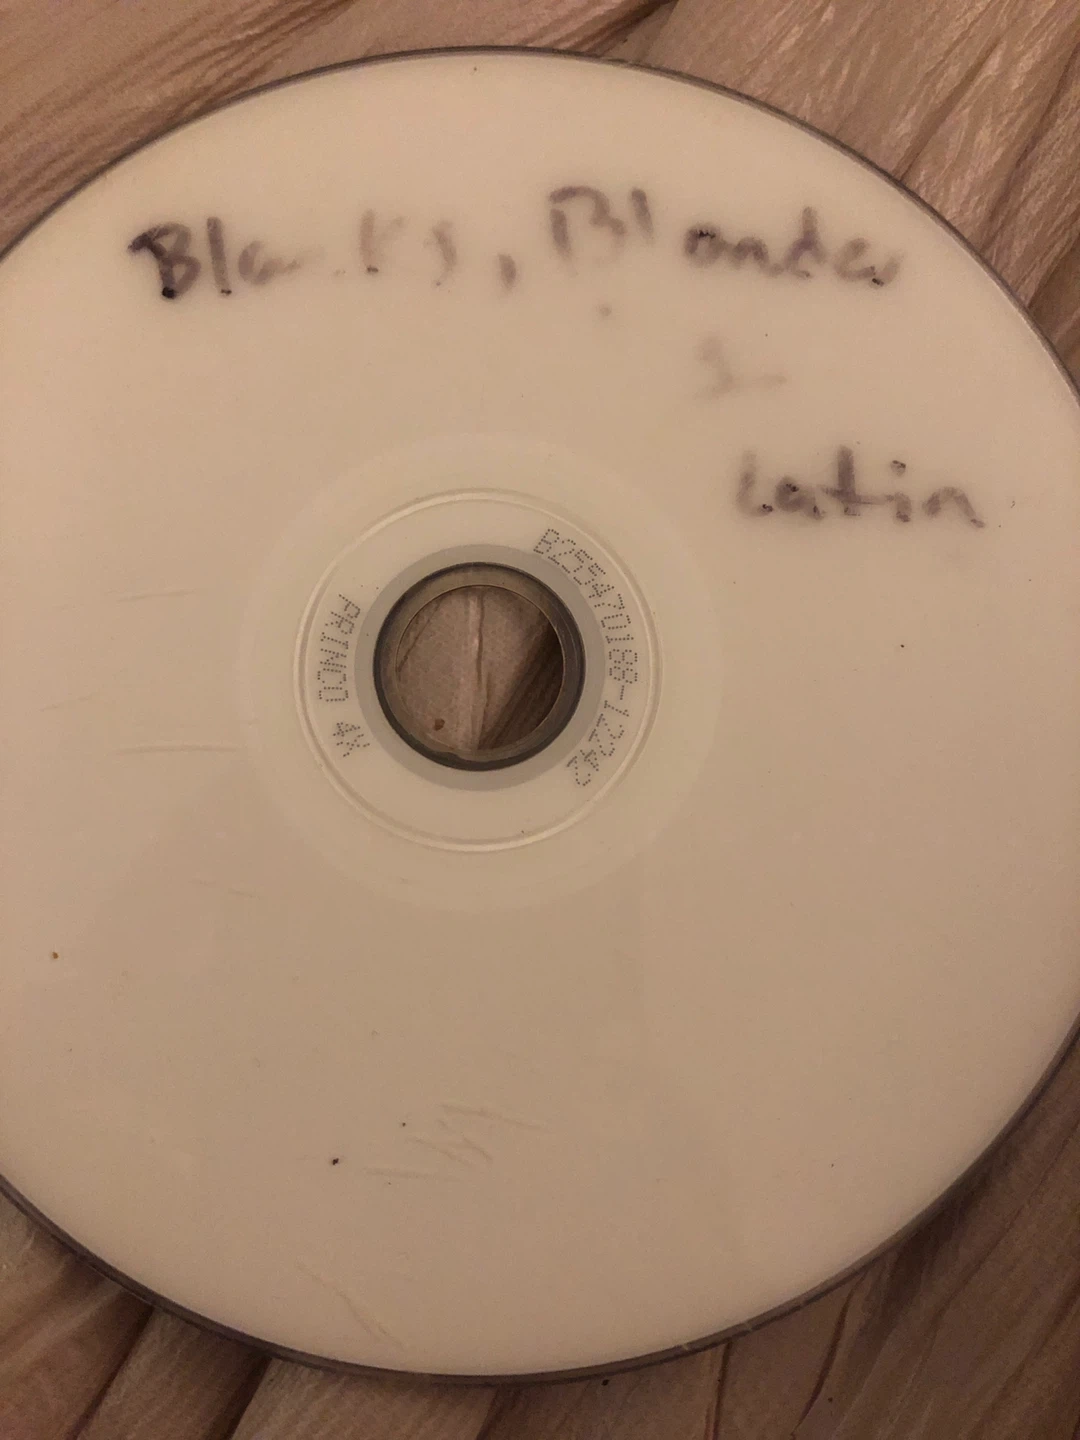 Blacks, Blondes
&
Latin
B255470188-12242
PRINCO 4X